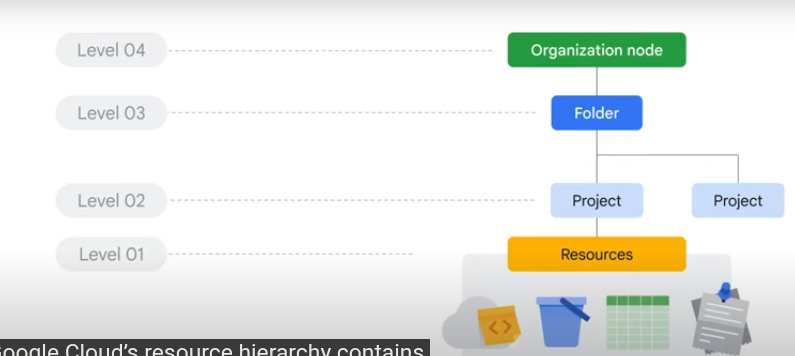 Level 04
Organization node
Level 03
Folder
Level 02
Project
Project
Level 01
Resources
Google Cloud's resource hierarchy contains